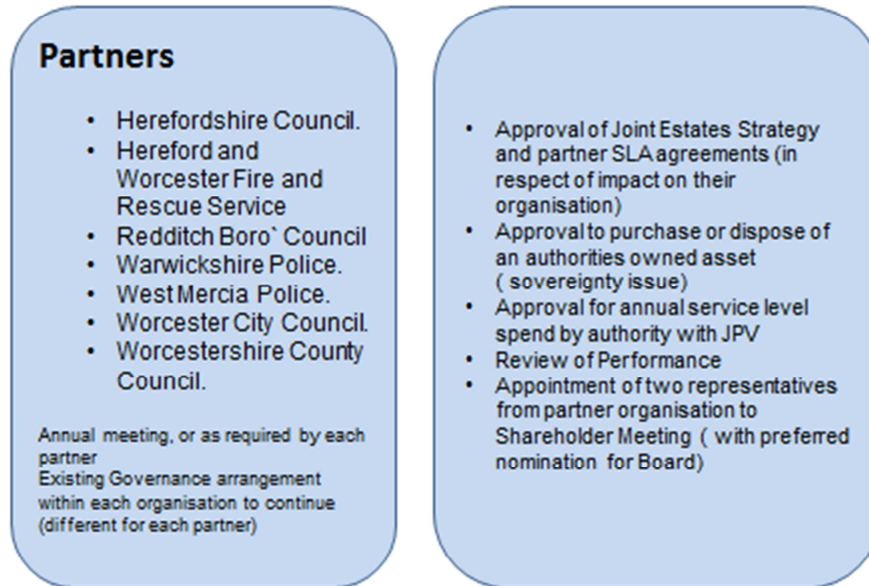 Partners
• Herefordshire Council.
• Hereford and
Worcester Fire and
Rescue Service
• Redditch Boro` Council
• Warwickshire Police.
• West Mercia Police.
• Worcester City Council.
• Worcestershire County
Council.
Annual meeting, or as required by each
partner
Existing Governance arrangement
within each organisation to continue
(different for each partner)
• Approval of Joint Estates Strategy
and partner SLA agreements (in
respect of impact on their
organisation)
• Approval to purchase or dispose of
an authorities owned asset
( sovereignty issue)
• Approval for annual service level
spend by authority with JPV
• Review of Performance
• Appointment of two representatives
from partner organisation to
Shareholder Meeting ( with preferred
nomination for Board)